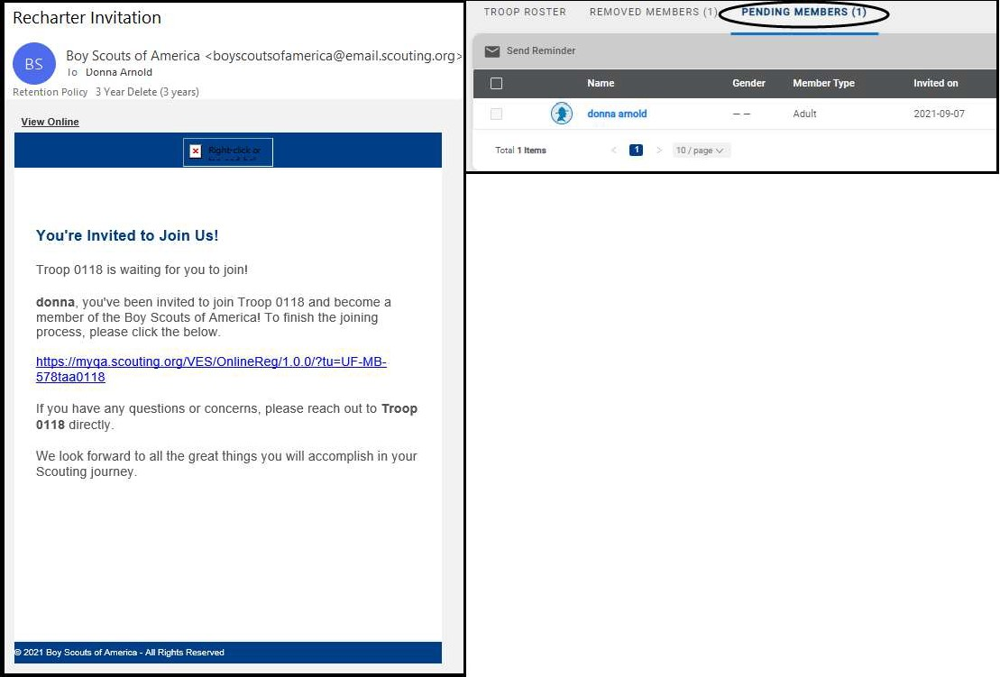 Recharter Invitation
BS
Boy Scouts of America <boyscoutsofamerica@email.scouting.org>
To Donna Arnold
Retention Policy 3 Year Delete (3 years)
View Online
Right-click or
You're Invited to Join Us!
Troop 0118 is waiting for you to join!
donna, you've been invited to join Troop 0118 and become a
member of the Boy Scouts of America! To finish the joining
process, please click the below.
https://myqa.scouting.org/VES/OnlineReg/1.0.0/?tu=UF-MB-
578taa0118
If you have any questions or concerns, please reach out to Troop
0118 directly.
We look forward to all the great things you will accomplish in your
Scouting journey.
© 2021 Boy Scouts of America - All Rights Reserved
TROOP ROSTER REMOVED MEMBERS (1) PENDING MEMBERS (1)
Send Reminder
Name Gender Member Type Invited on
donna arnold – – Adult 2021-09-07
Total 1 Items < 1 > 10 / page